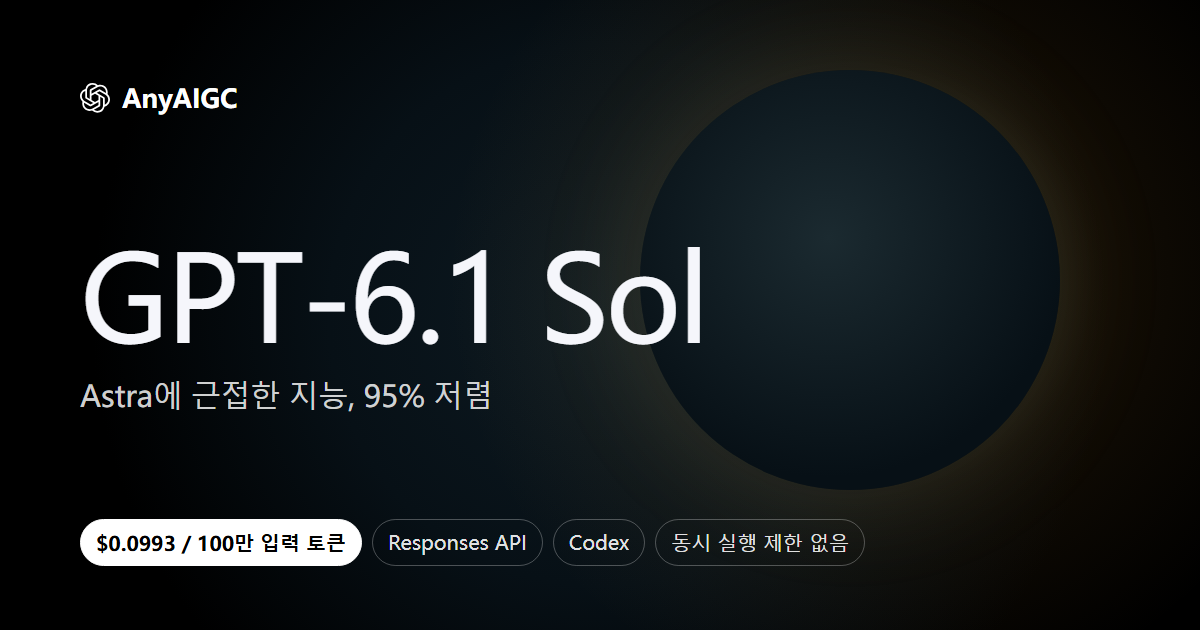 AnyAIGC
GPT-6.1 Sol
Astra에 근접한 지능, 95% 저렴
$0.0993 / 100만 입력 토큰
Responses API
Codex
동시 실행 제한 없음